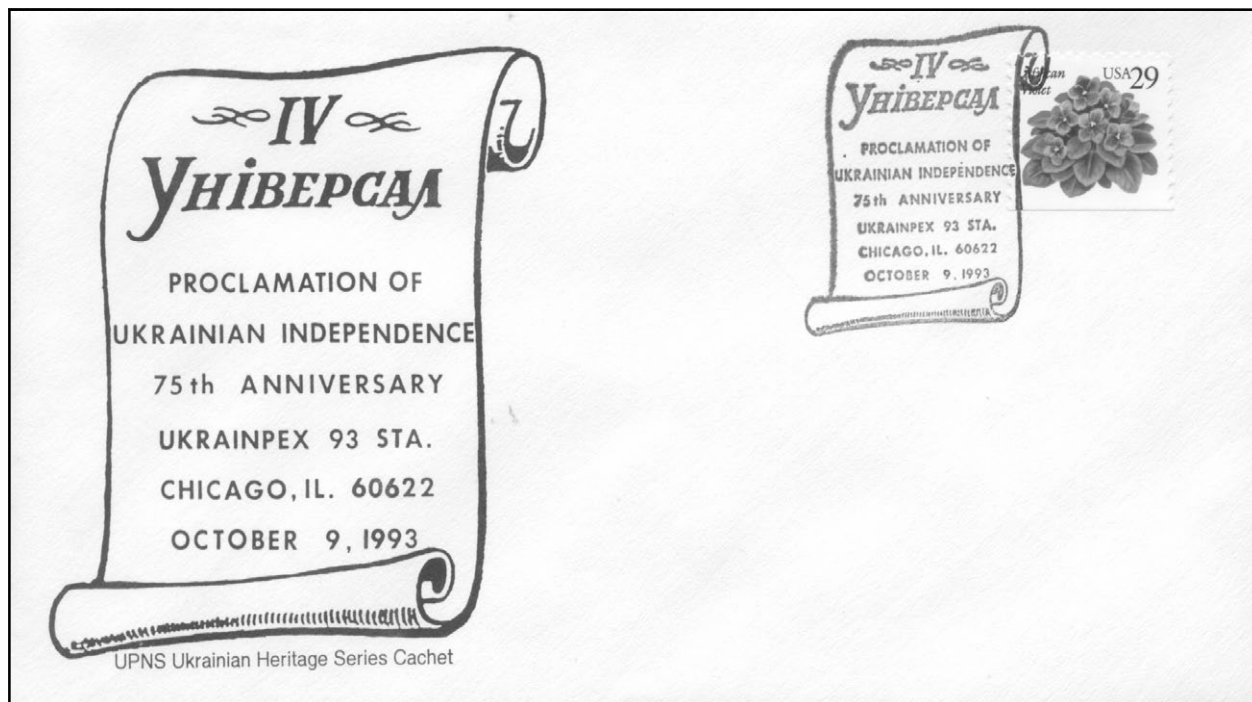 IV
УНІВЕРСАЛ
PROCLAMATION OF
UKRAINIAN INDEPENDENCE
75th ANNIVERSARY
UKRAINPEX 93 STA.
CHICAGO, IL. 60622
OCTOBER 9, 1993
UPNS Ukrainian Heritage Series Cachet
IV
УНІВЕРСАЛ
PROCLAMATION OF
UKRAINIAN INDEPENDENCE
75th ANNIVERSARY
UKRAINPEX 93 STA.
CHICAGO, IL. 60622
OCTOBER 9, 1993
African
Violet
USA29